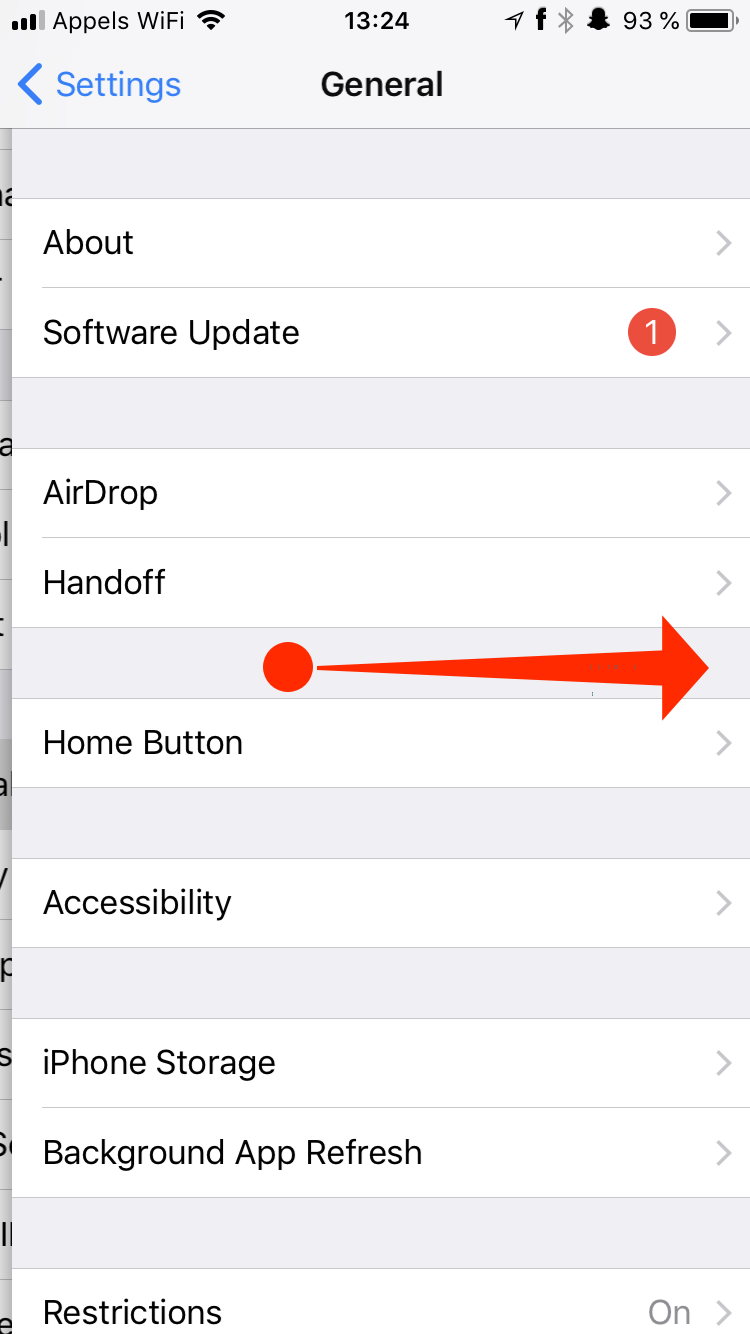 Appels WiFi 13:24 93 %
Settings General
About
Software Update 1
AirDrop
Handoff
Home Button
Accessibility
iPhone Storage
Background App Refresh
Restrictions On